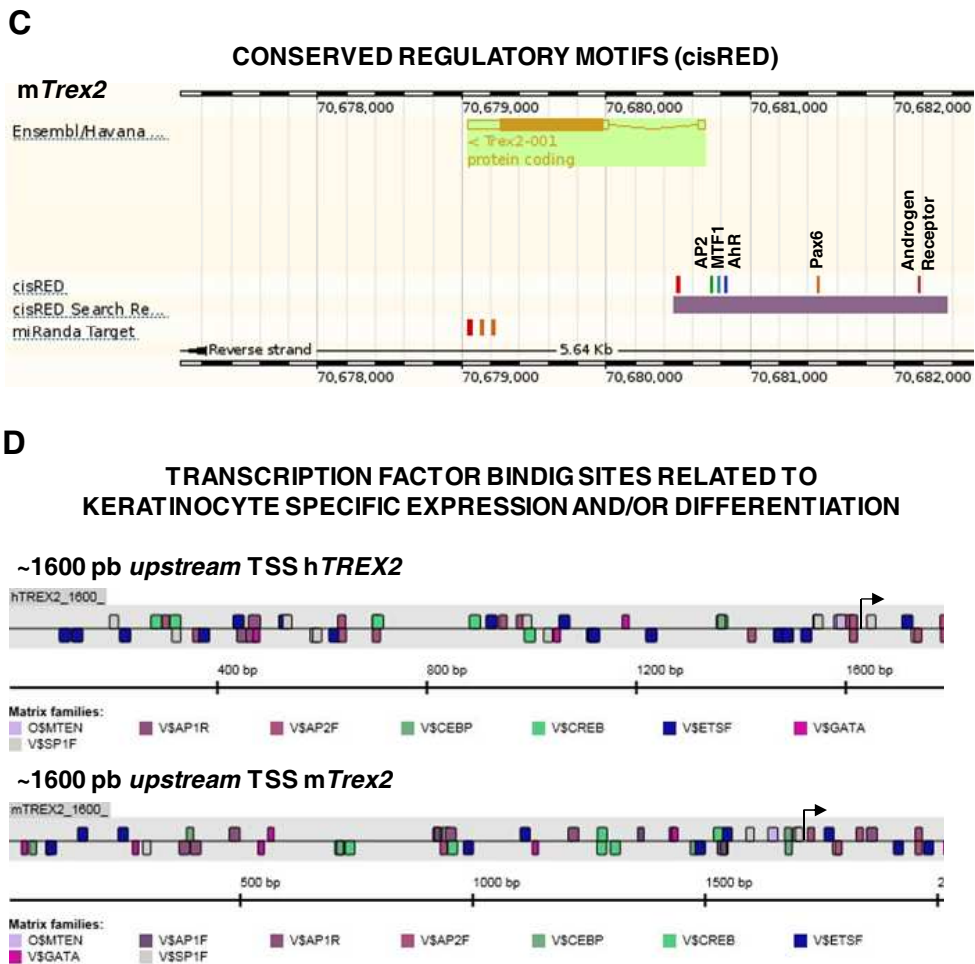 C
CONSERVED REGULATORY MOTIFS (cisRED)
mTrex2
70,678,000 70,679,000 70,680,000 70,681,000 70,682,000
Ensembl/Havana ...
< Trex2-001
protein coding
AP2
MTF1
AhR
Pax6
Androgen
Receptor
cisRED
cisRED Search Re...
miRanda Target
Reverse strand 5.64 Kb
70,678,000 70,679,000 70,680,000 70,681,000 70,682,000
D
TRANSCRIPTION FACTOR BINDIG SITES RELATED TO
KERATINOCYTE SPECIFIC EXPRESSION AND/OR DIFFERENTIATION
~1600 pb upstream TSS hTREX2
hTREX2_1600_
400 bp 800 bp 1200 bp 1600 bp
Matrix families:
O$MTEN V$AP1R V$AP2F V$CEBP V$CREB V$ETSF V$GATA
V$SP1F
~1600 pb upstream TSS mTrex2
mTREX2_1600_
500 bp 1000 bp 1500 bp 2
Matrix families:
O$MTEN V$AP1F V$AP1R V$AP2F V$CEBP V$CREB V$ETSF
V$GATA V$SP1F